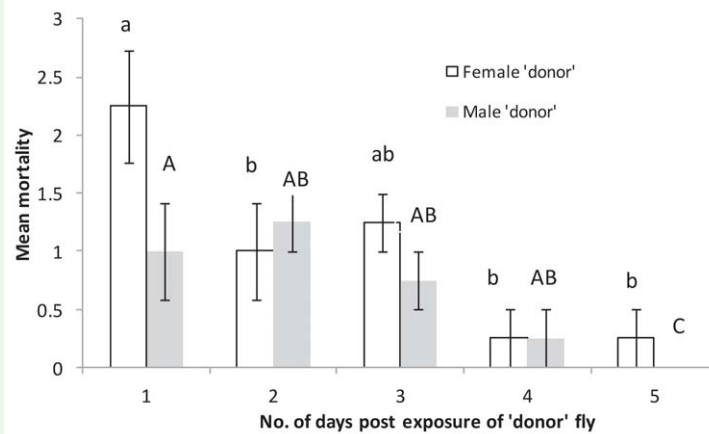 3
2.5
2
1.5
1
0.5
0
Mean mortality
a
A
b
AB
ab
AB
b
AB
b
C
Female 'donor'
Male 'donor'
1 2 3 4 5
No. of days post exposure of 'donor' fly